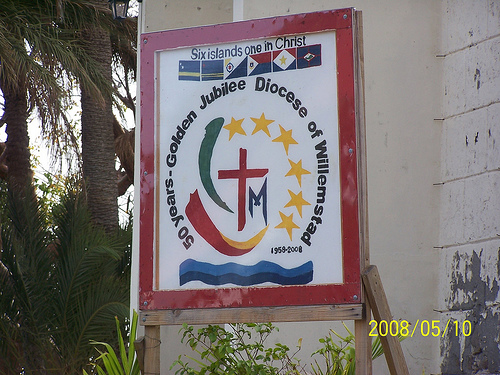 Six islands one in Christ
50 years - Golden Jubilee Diocese of Willemstad
M
1958-2008
2008/05/10